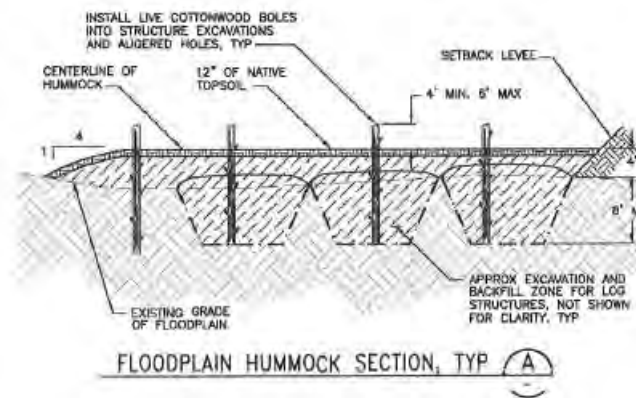 INSTALL LIVE COTTONWOOD BOLES
INTO STRUCTURE EXCAVATIONS
AND AUGERED HOLES, TYP
SETBACK LEVEE
CENTERLINE OF
HUMMOCK
12" OF NATIVE
TOPSOIL
4' MIN. 6' MAX
4
1
8'
EXISTING GRADE
OF FLOODPLAIN
APPROX EXCAVATION AND
BACKFILL ZONE FOR LOG
STRUCTURES, NOT SHOWN
FOR CLARITY, TYP
FLOODPLAIN HUMMOCK SECTION, TYP
A
-